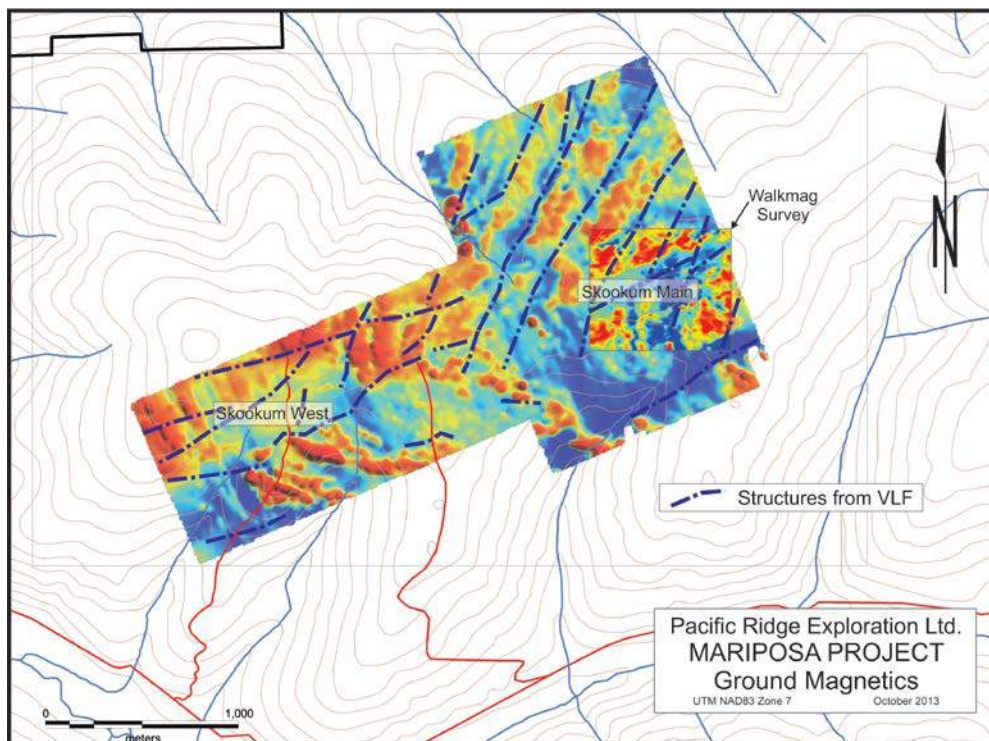 Walkmag
Survey
N
Skookum Main
Skookum West
Structures from VLF
Pacific Ridge Exploration Ltd.
MARIPOSA PROJECT
Ground Magnetics
UTM NAD83 Zone 7 October 2013
0 1,000
meters